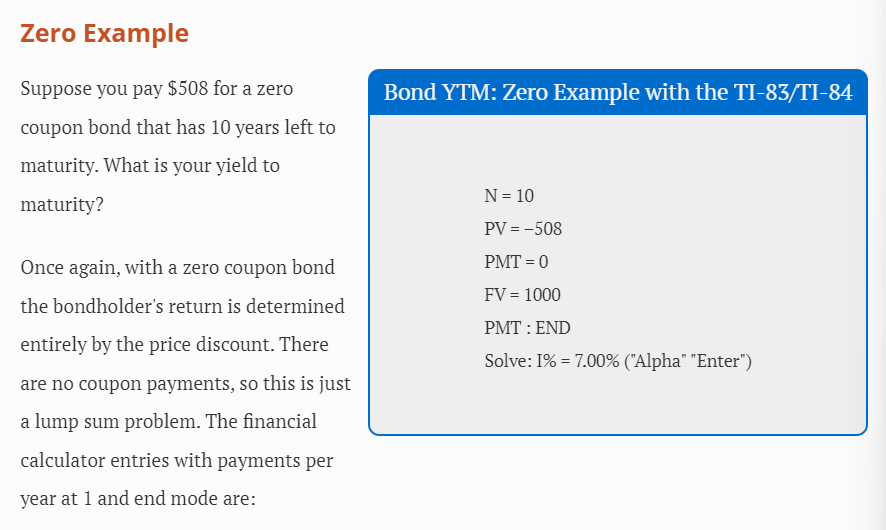 Zero Example
Suppose you pay $508 for a zero
coupon bond that has 10 years left to
maturity. What is your yield to
maturity?
Once again, with a zero coupon bond
the bondholder's return is determined
entirely by the price discount. There
are no coupon payments, so this is just
a lump sum problem. The financial
calculator entries with payments per
year at 1 and end mode are:
Bond YTM: Zero Example with the TI-83/TI-84
N = 10
PV = −508
PMT = 0
FV = 1000
PMT : END
Solve: I% = 7.00% ("Alpha" "Enter")